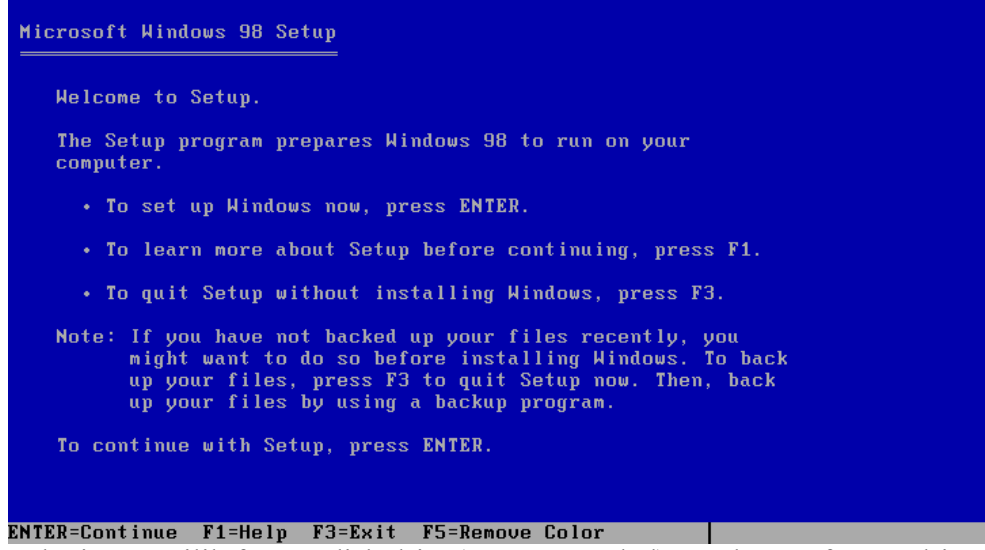 Microsoft Windows 98 Setup
Welcome to Setup.
The Setup program prepares Windows 98 to run on your
computer.
• To set up Windows now, press ENTER.
• To learn more about Setup before continuing, press F1.
• To quit Setup without installing Windows, press F3.
Note: If you have not backed up your files recently, you
might want to do so before installing Windows. To back
up your files, press F3 to quit Setup now. Then, back
up your files by using a backup program.
To continue with Setup, press ENTER.
ENTER=Continue F1=Help F3=Exit F5=Remove Color